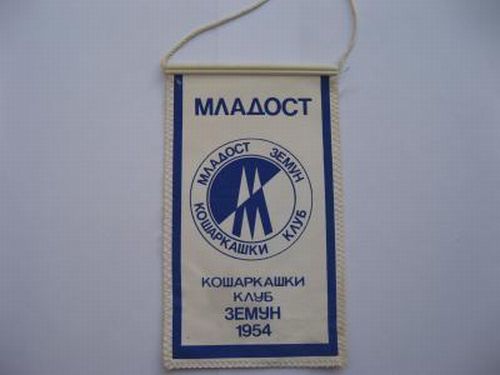 МЛАДОСТ
МЛАДОСТ ЗЕМУН
КОШАРКАШКИ КЛУБ
М
КОШАРКАШКИ
КЛУБ
ЗЕМУН
1954